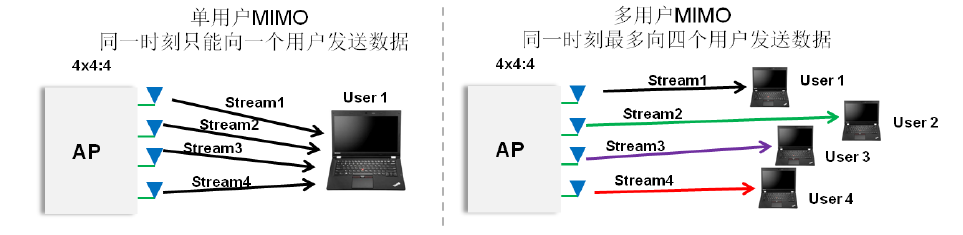 单用户MIMO
同一时刻只能向一个用户发送数据
4x4:4
AP
Stream1
Stream2
Stream3
Stream4
User 1
多用户MIMO
同一时刻最多向四个用户发送数据
4x4:4
AP
Stream1
User 1
Stream2
User 2
Stream3
User 3
Stream4
User 4